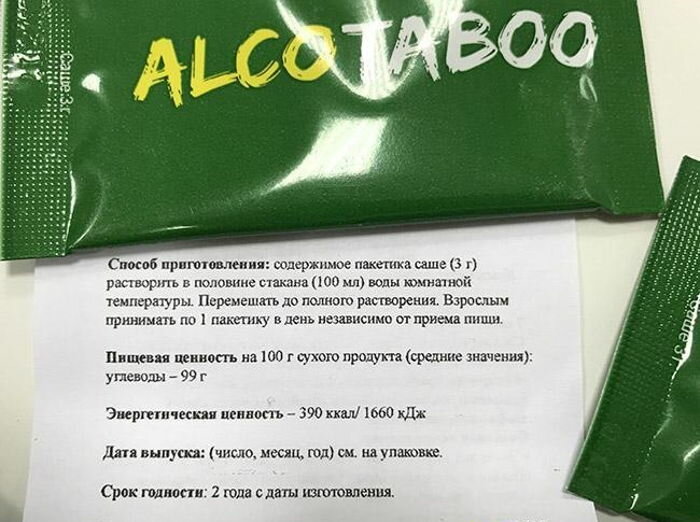 ALCOTABOO
Саше 3 г
Способ приготовления: содержимое пакетика саше (3 г)
растворить в половине стакана (100 мл) воды комнатной
температуры. Перемешать до полного растворения. Взрослым
принимать по 1 пакетику в день независимо от приема пищи.
Пищевая ценность на 100 г сухого продукта (средние значения):
углеводы – 99 г
Энергетическая ценность – 390 ккал/ 1660 кДж
Дата выпуска: (число, месяц, год) см. на упаковке.
Срок годности: 2 года с даты изготовления.
Саше 3 г